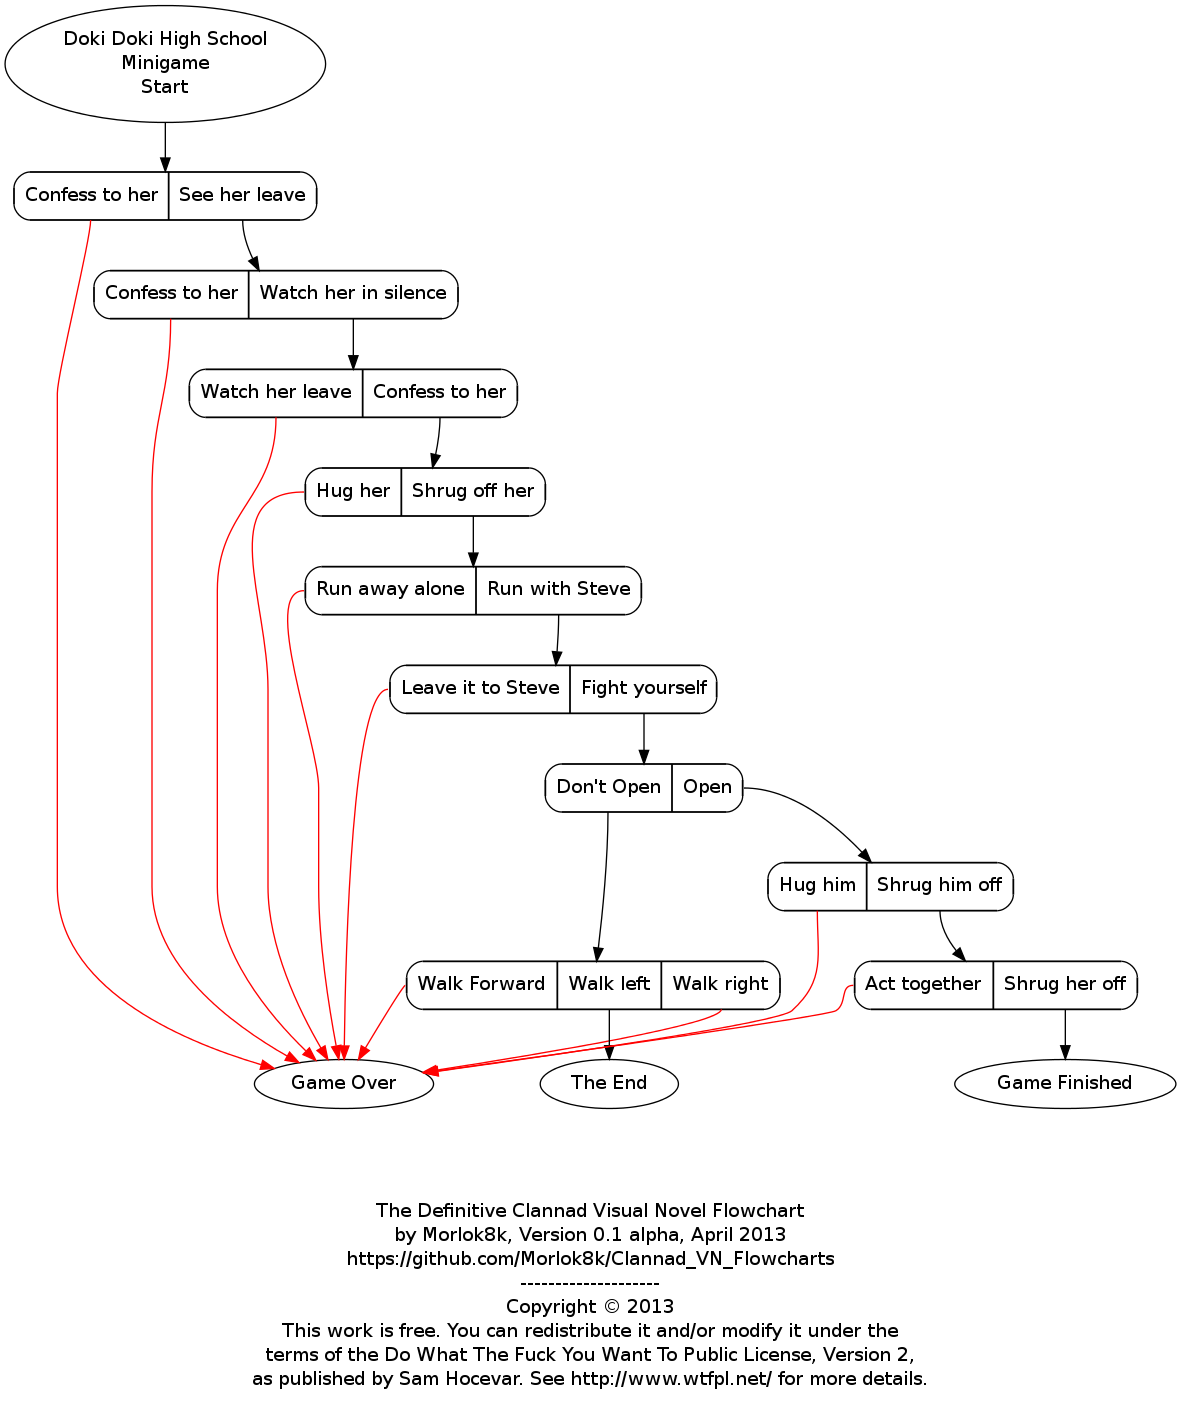 Doki Doki High School
Minigame
Start
Confess to her
See her leave
Confess to her
Watch her in silence
Watch her leave
Confess to her
Hug her
Shrug off her
Run away alone
Run with Steve
Leave it to Steve
Fight yourself
Don't Open
Open
Hug him
Shrug him off
Walk Forward
Walk left
Walk right
Act together
Shrug her off
Game Over
The End
Game Finished
The Definitive Clannad Visual Novel Flowchart
by Morlok8k, Version 0.1 alpha, April 2013
https://github.com/Morlok8k/Clannad_VN_Flowcharts
--------------------
Copyright © 2013
This work is free. You can redistribute it and/or modify it under the
terms of the Do What The Fuck You Want To Public License, Version 2,
as published by Sam Hocevar. See http://www.wtfpl.net/ for more details.